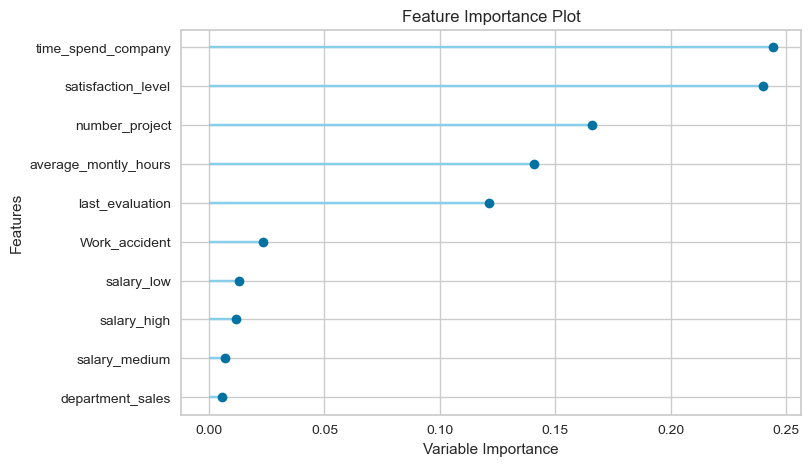 Feature Importance Plot
Features
time_spend_company
satisfaction_level
number_project
average_montly_hours
last_evaluation
Work_accident
salary_low
salary_high
salary_medium
department_sales
0.00 0.05 0.10 0.15 0.20 0.25
Variable Importance